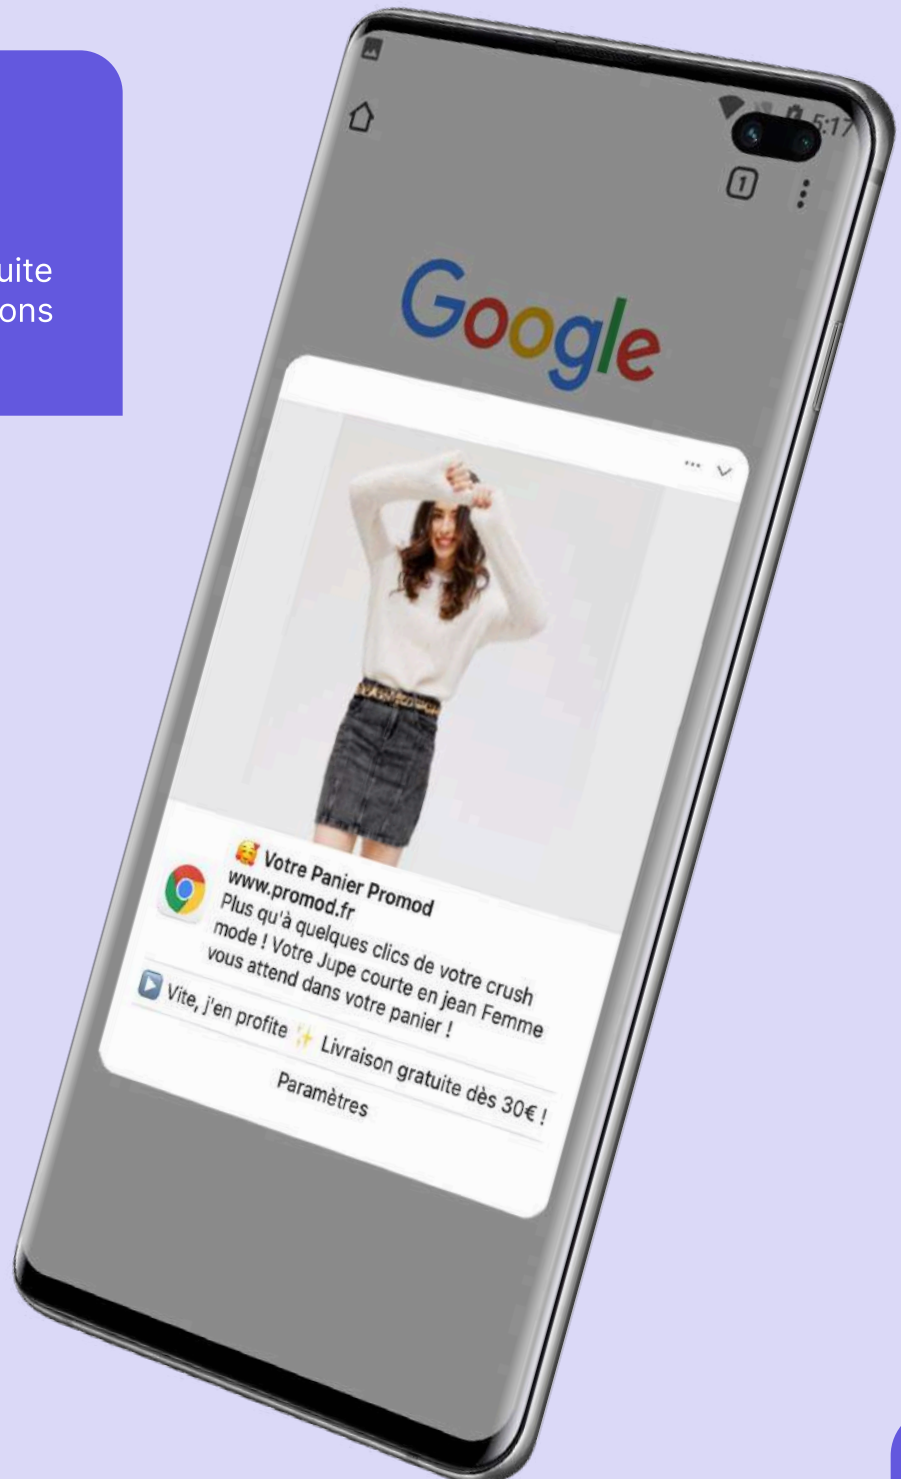 uite
ons
5:17
1
Google
🥰 Votre Panier Promod
www.promod.fr
Plus qu'à quelques clics de votre crush
mode ! Votre Jupe courte en jean Femme
vous attend dans votre panier !
▶️ Vite, j'en profite ✨ Livraison gratuite dès 30€ !
Paramètres